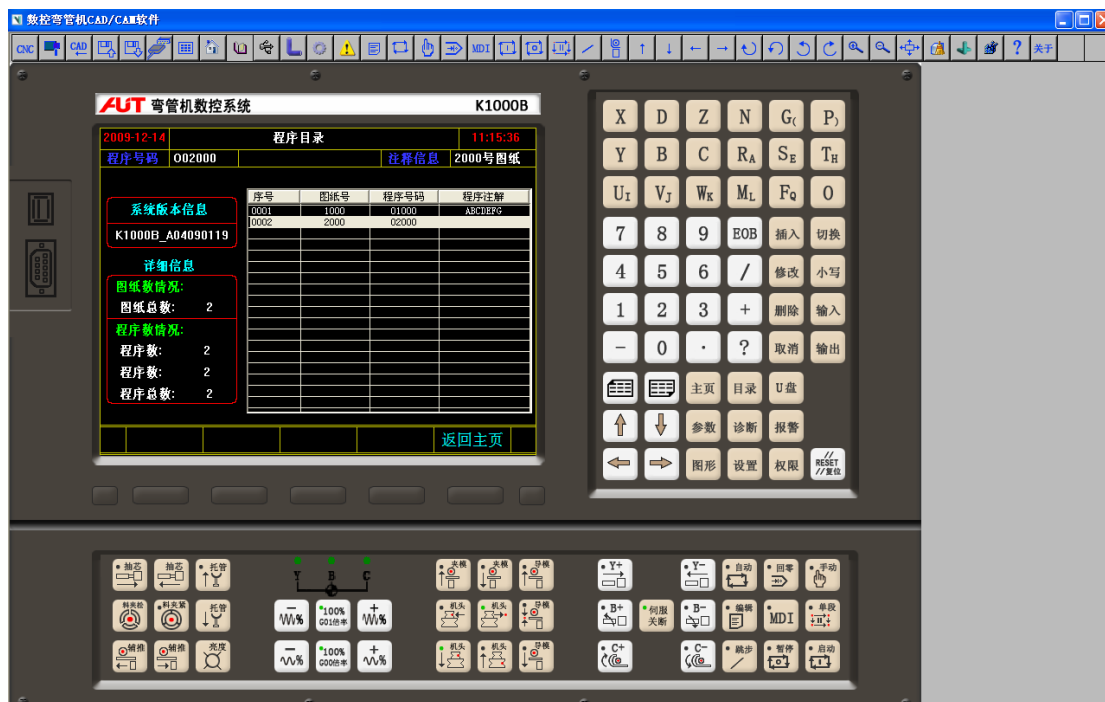 数控弯管机CAD/CAM软件
CNC CAD MDI ? 关于
AUT 弯管机数控系统 K1000B
2009-12-14 程序目录 11:15:36
程序号码 O02000 注释信息 2000号图纸
序号 图纸号 程序号码 程序注解
0001 1000 01000 ABCDEFG
0002 2000 02000
系统版本信息
K1000B_A04090119
详细信息
图纸数情况:
图纸总数: 2
程序数情况:
程序数: 2
程序数: 2
程序总数: 2
返回主页
X D Z N G( P)
Y B C RA SE TH
UI VJ WK ML FQ O
7 8 9 EOB 插入 切换
4 5 6 / 修改 小写
1 2 3 + 删除 输入
- 0 · ? 取消 输出
主页 目录 U盘
参数 诊断 报警
图形 设置 权限 // RESET //复位
抽芯 抽芯 托管 Y B C 夹模 夹模 导模 Y+ Y- 自动 回零 手动
料夹松 料夹紧 托管 - % 100% G01倍率 + % 机头 机头 导模 B+ 伺服关断 B- 编辑 MDI 单段
辅推 辅推 亮度 - % 100% G00倍率 + % 机头 机头 导模 C+ C- 跳步 暂停 启动